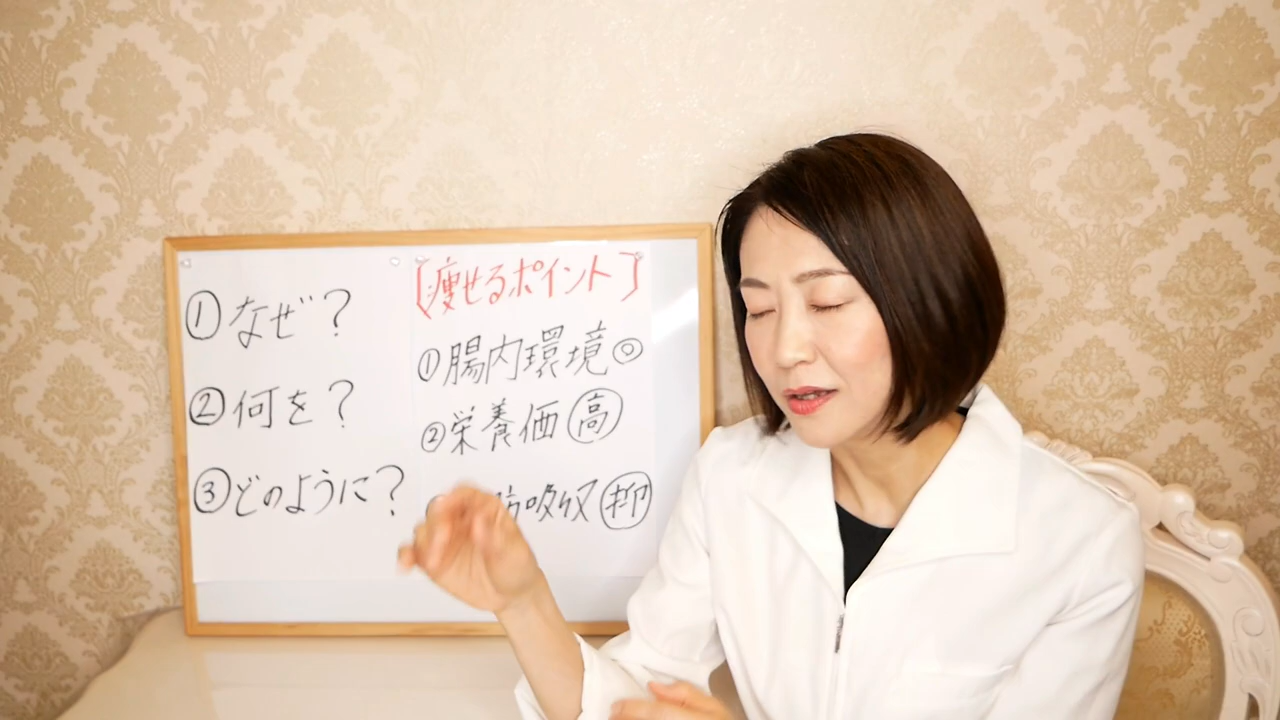 ①なぜ?
②何を?
③どのように?
【痩せるポイント】
①腸内環境◎
②栄養価 高
肪吸収 抑